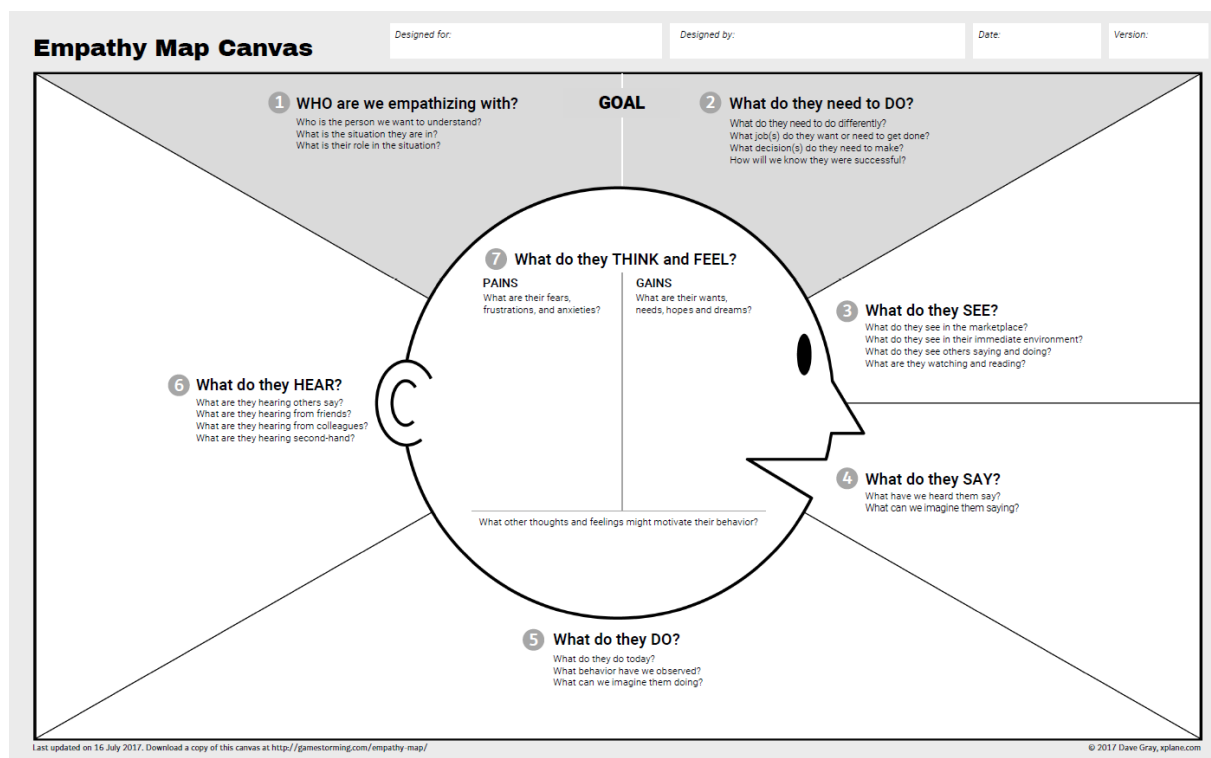 Empathy Map Canvas
Designed for:
Designed by:
Date:
Version:
1 WHO are we empathizing with?
Who is the person we want to understand?
What is the situation they are in?
What is their role in the situation?
GOAL
2 What do they need to DO?
What do they need to do differently?
What job(s) do they want or need to get done?
What decision(s) do they need to make?
How will we know they were successful?
3 What do they SEE?
What do they see in the marketplace?
What do they see in their immediate environment?
What do they see others saying and doing?
What are they watching and reading?
4 What do they SAY?
What have we heard them say?
What can we imagine them saying?
5 What do they DO?
What do they do today?
What behavior have we observed?
What can we imagine them doing?
6 What do they HEAR?
What are they hearing others say?
What are they hearing from friends?
What are they hearing from colleagues?
What are they hearing second-hand?
7 What do they THINK and FEEL?
PAINS
What are their fears,
frustrations, and anxieties?
GAINS
What are their wants,
needs, hopes and dreams?
What other thoughts and feelings might motivate their behavior?
Last updated on 16 July 2017. Download a copy of this canvas at http://gamestorming.com/empathy-map/
© 2017 Dave Gray, xplane.com